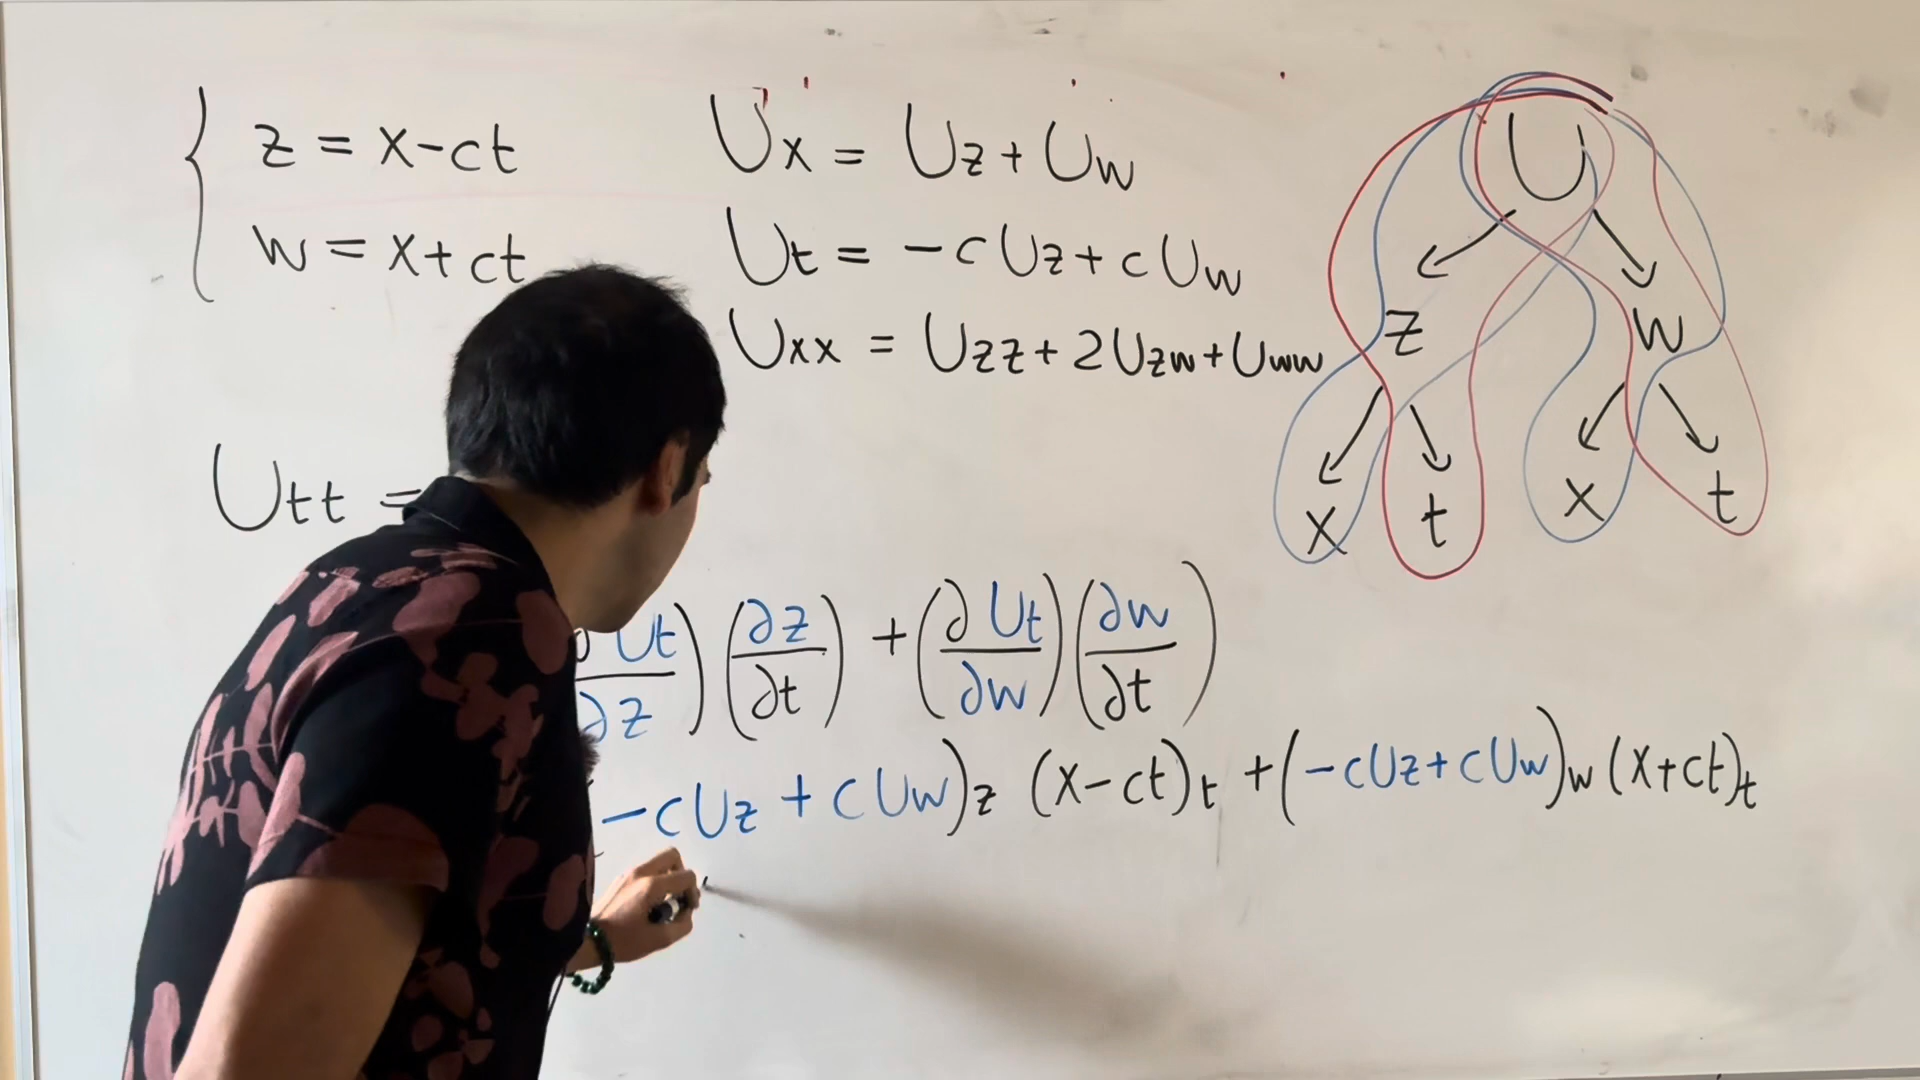 z = x-ct
w = x+ct
Ux = Uz + Uw
Ut = -cUz + cUw
Uxx = Uzz + 2Uzw + Uww
U
z w
x t x t
Utt =
Ut/∂z)(∂z/∂t) + (∂Ut/∂w)(∂w/∂t)
-cUz + cUw)z (x-ct)t + (-cUz + cUw)w (x+ct)t